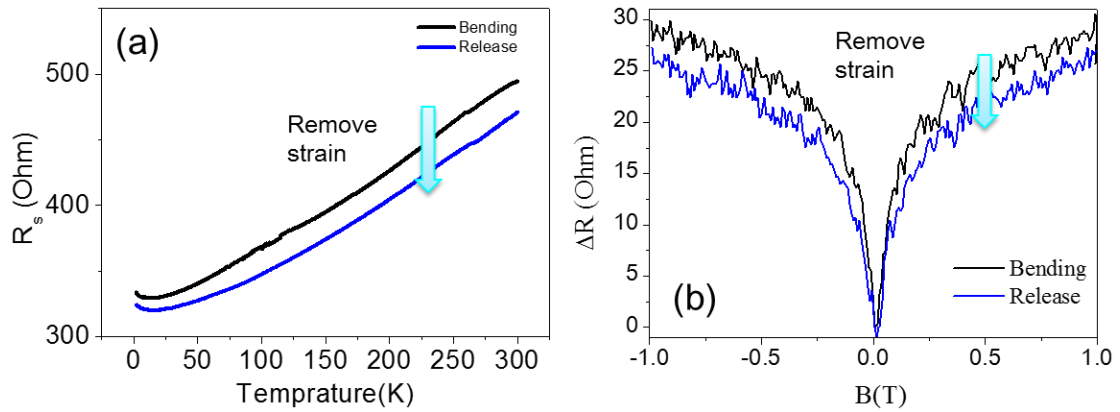 (a)
Bending
Release
Remove
strain
R_s (Ohm)
500
400
300
0 50 100 150 200 250 300
Temprature(K)
30
25
20
15
10
5
0
ΔR (Ohm)
Remove
strain
Bending
Release
(b)
-1.0 -0.5 0.0 0.5 1.0
B(T)